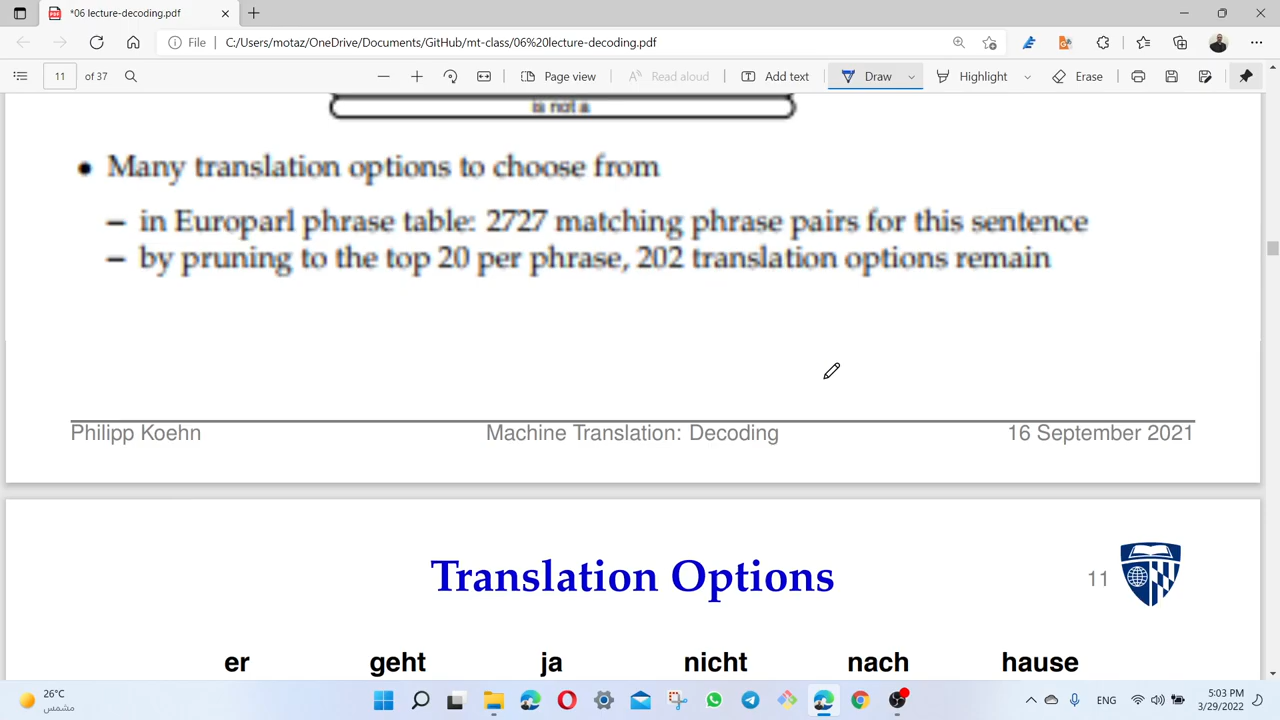 *06 lecture-decoding.pdf
File
C:/Users/motaz/OneDrive/Documents/GitHub/mt-class/06%20lecture-decoding.pdf
11 of 37
Page view
Read aloud
Add text
Draw
Highlight
Erase
is not a
• Many translation options to choose from
– in Europarl phrase table: 2727 matching phrase pairs for this sentence
– by pruning to the top 20 per phrase, 202 translation options remain
Philipp Koehn
Machine Translation: Decoding
16 September 2021
Translation Options
11
er geht ja nicht nach hause
26°C
مشمس
ENG
5:03 PM
3/29/2022